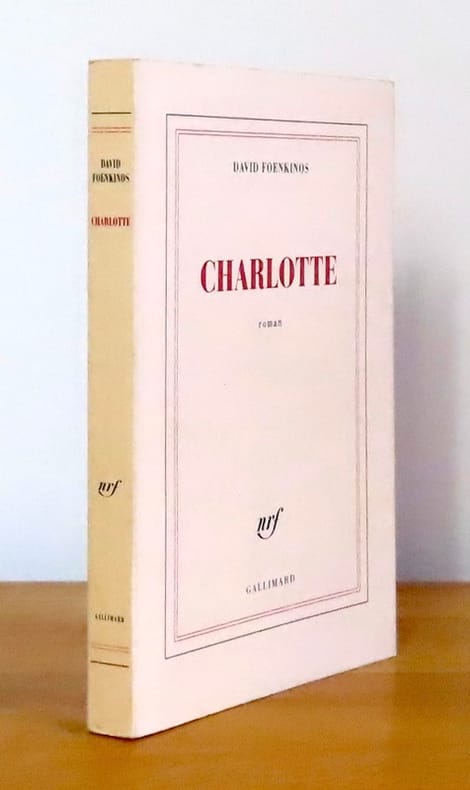 DAVID
FOENKINOS
CHARLOTTE
nrf
GALLIMARD
DAVID FOENKINOS
CHARLOTTE
roman
nrf
GALLIMARD